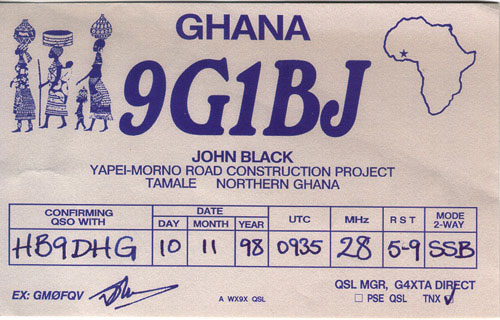 GHANA
9G1BJ
JOHN BLACK
YAPEI-MORNO ROAD CONSTRUCTION PROJECT
TAMALE NORTHERN GHANA
CONFIRMING QSO WITH DATE DAY MONTH YEAR UTC MHz R S T MODE 2-WAY
HB9DHG 10 11 98 0935 28 5-9 SSB
QSL MGR, G4XTA DIRECT
EX: GMØFQV A WX9X QSL □ PSE QSL TNX ✓